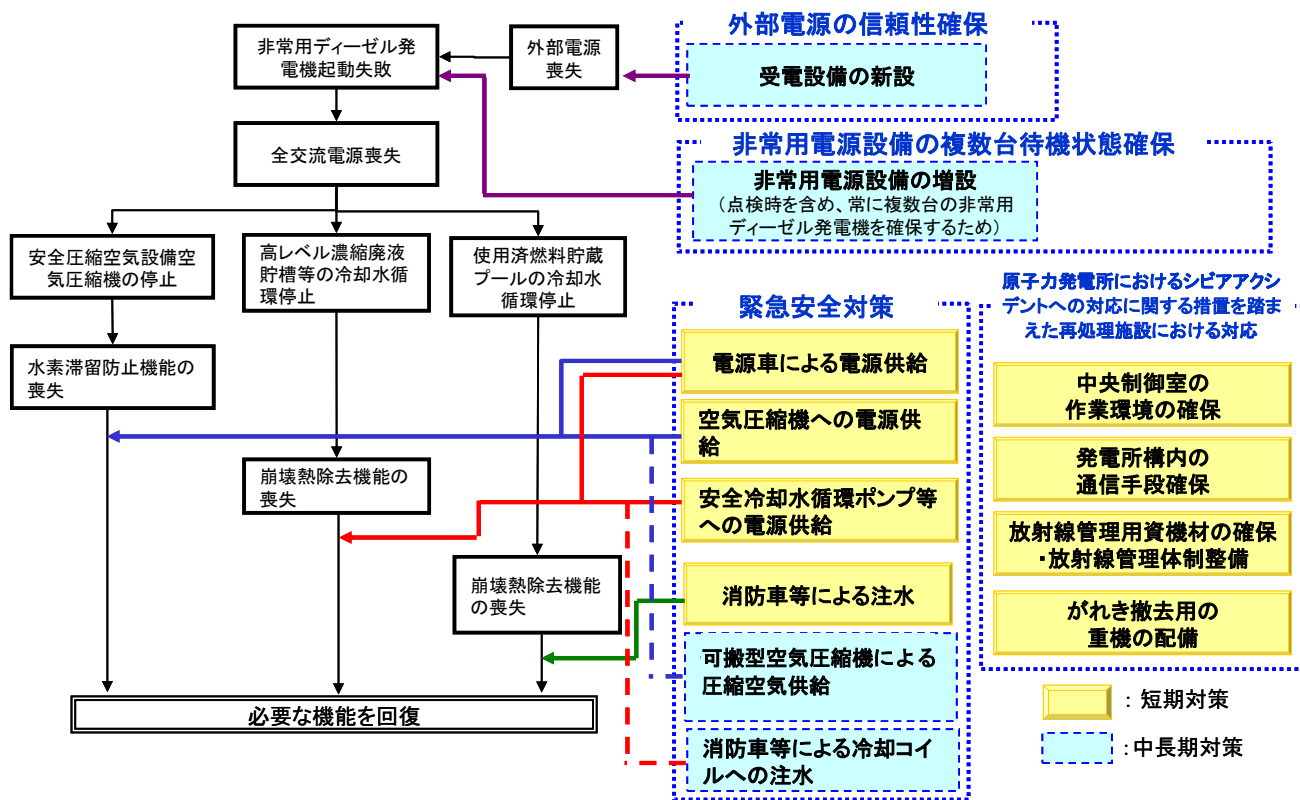 非常用ディーゼル発
電機起動失敗
外部電源
喪失
外部電源の信頼性確保
受電設備の新設
全交流電源喪失
非常用電源設備の複数台待機状態確保
非常用電源設備の増設
（点検時を含め、常に複数台の非常用
ディーゼル発電機を確保するため）
安全圧縮空気設備空
気圧縮機の停止
高レベル濃縮廃液
貯槽等の冷却水循
環停止
使用済燃料貯蔵
プールの冷却水
循環停止
水素滞留防止機能の
喪失
崩壊熱除去機能の
喪失
崩壊熱除去機能
の喪失
必要な機能を回復
緊急安全対策
電源車による電源供給
空気圧縮機への電源供
給
安全冷却水循環ポンプ等
への電源供給
消防車等による注水
可搬型空気圧縮機による
圧縮空気供給
消防車等による冷却コイ
ルへの注水
原子力発電所におけるシビアアクシ
デントへの対応に関する措置を踏ま
えた再処理施設における対応
中央制御室の
作業環境の確保
発電所構内の
通信手段確保
放射線管理用資機材の確保
・放射線管理体制整備
がれき撤去用の
重機の配備
：短期対策
：中長期対策